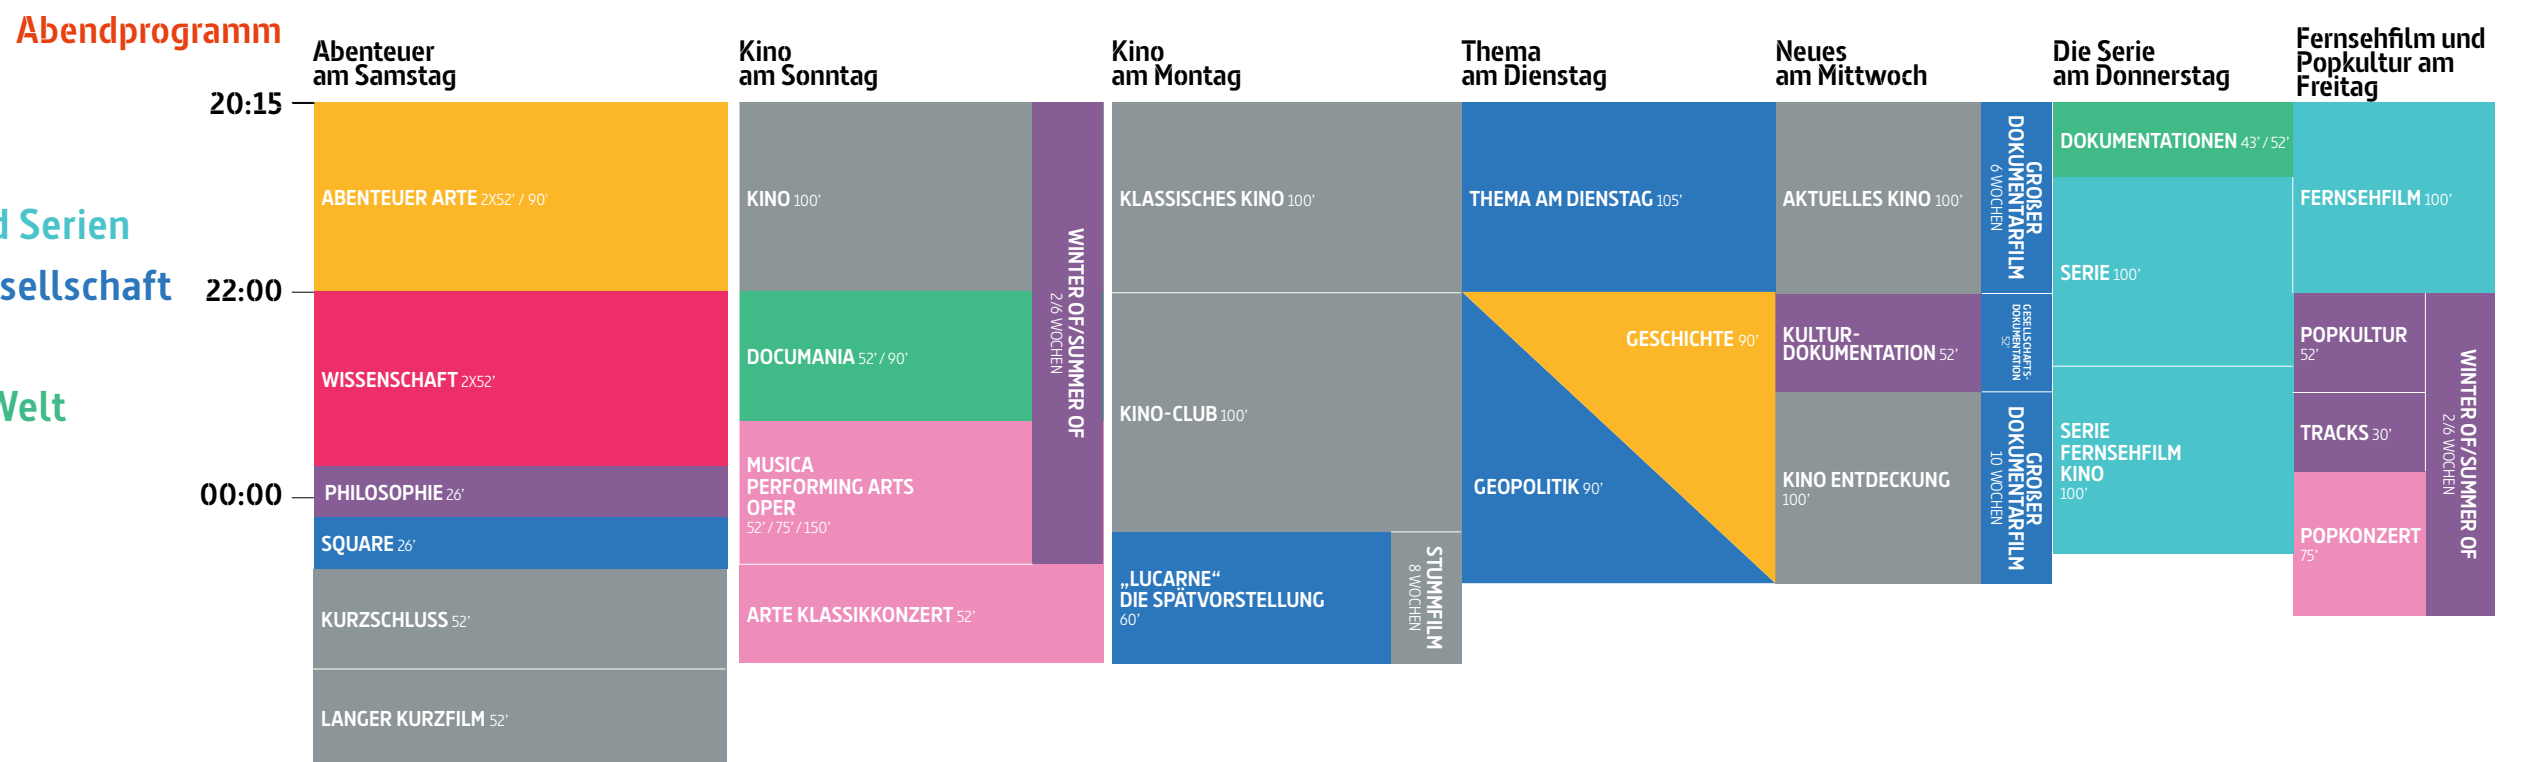 Abendprogramm
Serien
sellschaft
Welt
20:15
22:00
00:00
Abenteuer
am Samstag
ABENTEUER ARTE 2X52' / 90'
WISSENSCHAFT 2X52'
PHILOSOPHIE 26'
SQUARE 26'
KURZSCHLUSS 52'
LANGER KURZFILM 52'
Kino
am Sonntag
KINO 100'
DOCUMANIA 52' / 90'
MUSICA
PERFORMING ARTS
OPER
52' / 75' / 150'
WINTER OF/SUMMER OF
2/6 WOCHEN
ARTE KLASSIKKONZERT 52'
Kino
am Montag
KLASSISCHES KINO 100'
KINO-CLUB 100'
„LUCARNE“
DIE SPÄTVORSTELLUNG
60'
STUMMFILM
8 WOCHEN
Thema
am Dienstag
THEMA AM DIENSTAG 105'
GESCHICHTE 90'
GEOPOLITIK 90'
Neues
am Mittwoch
AKTUELLES KINO 100'
KULTUR-
DOKUMENTATION 52'
KINO ENTDECKUNG
100'
GROßER
DOKUMENTARFILM
6 WOCHEN
GESELLSCHAFTS-
DOKUMENTATION
52'
GROßER
DOKUMENTARFILM
10 WOCHEN
Die Serie
am Donnerstag
DOKUMENTATIONEN 43' / 52'
SERIE 100'
SERIE
FERNSEHFILM
KINO
100'
Fernsehfilm und
Popkultur am
Freitag
FERNSEHFILM 100'
POPKULTUR
52'
TRACKS 30'
POPKONZERT
75'
WINTER OF/SUMMER OF
2/6 WOCHEN